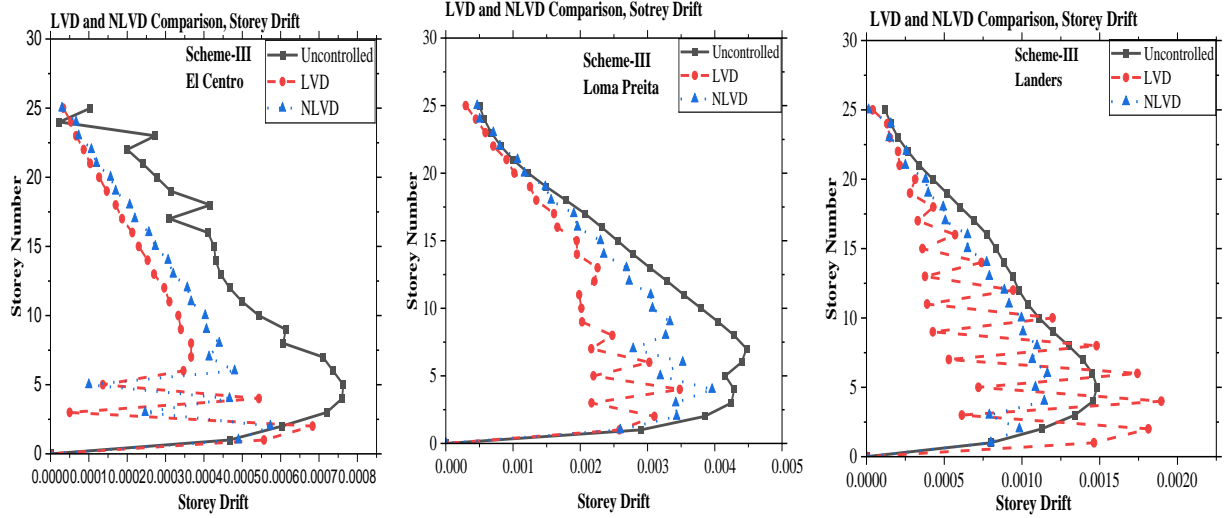 LVD and NLVD Comparison, Storey Drift
30
25
20
15
10
5
0
Storey Number
Scheme-III
El Centro
Uncontrolled
LVD
NLVD
0.00000.00010.00020.00030.00040.00050.00060.00070.0008
Storey Drift
LVD and NLVD Comparison, Sotrey Drift
30
25
20
15
10
5
0
Storey Number
Scheme-III
Loma Preita
Uncontrolled
LVD
NLVD
0.000 0.001 0.002 0.003 0.004 0.005
Storey Drift
LVD and NLVD Comparison, Storey Drift
30
25
20
15
10
5
0
Storey Number
Scheme-III
Landers
Uncontrolled
LVD
NLVD
0.0000 0.0005 0.0010 0.0015 0.0020
Storey Drift